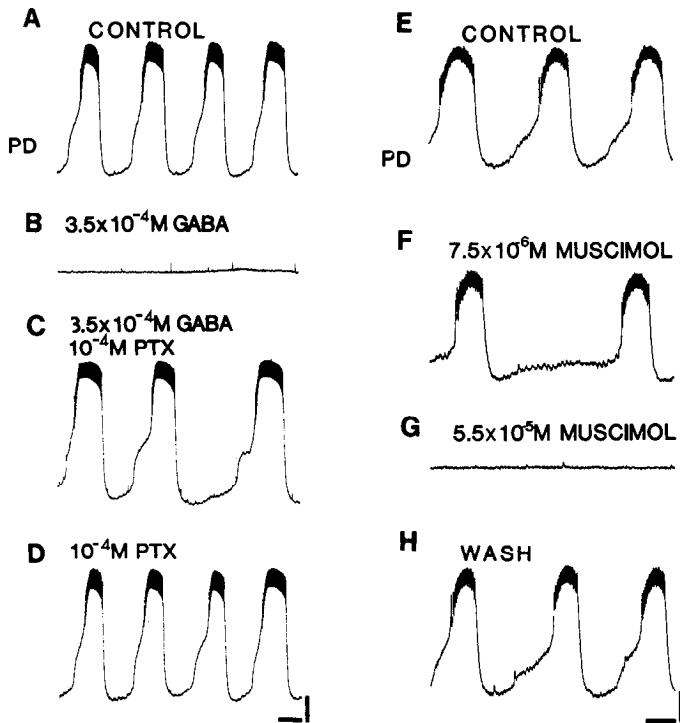 A
CONTROL
PD
B
3.5x10⁻⁴M GABA
C
3.5x10⁻⁴M GABA
10⁻⁴M PTX
D
10⁻⁴M PTX
E
CONTROL
PD
F
7.5x10⁻⁶M MUSCIMOL
G
5.5x10⁻⁵M MUSCIMOL
H
WASH